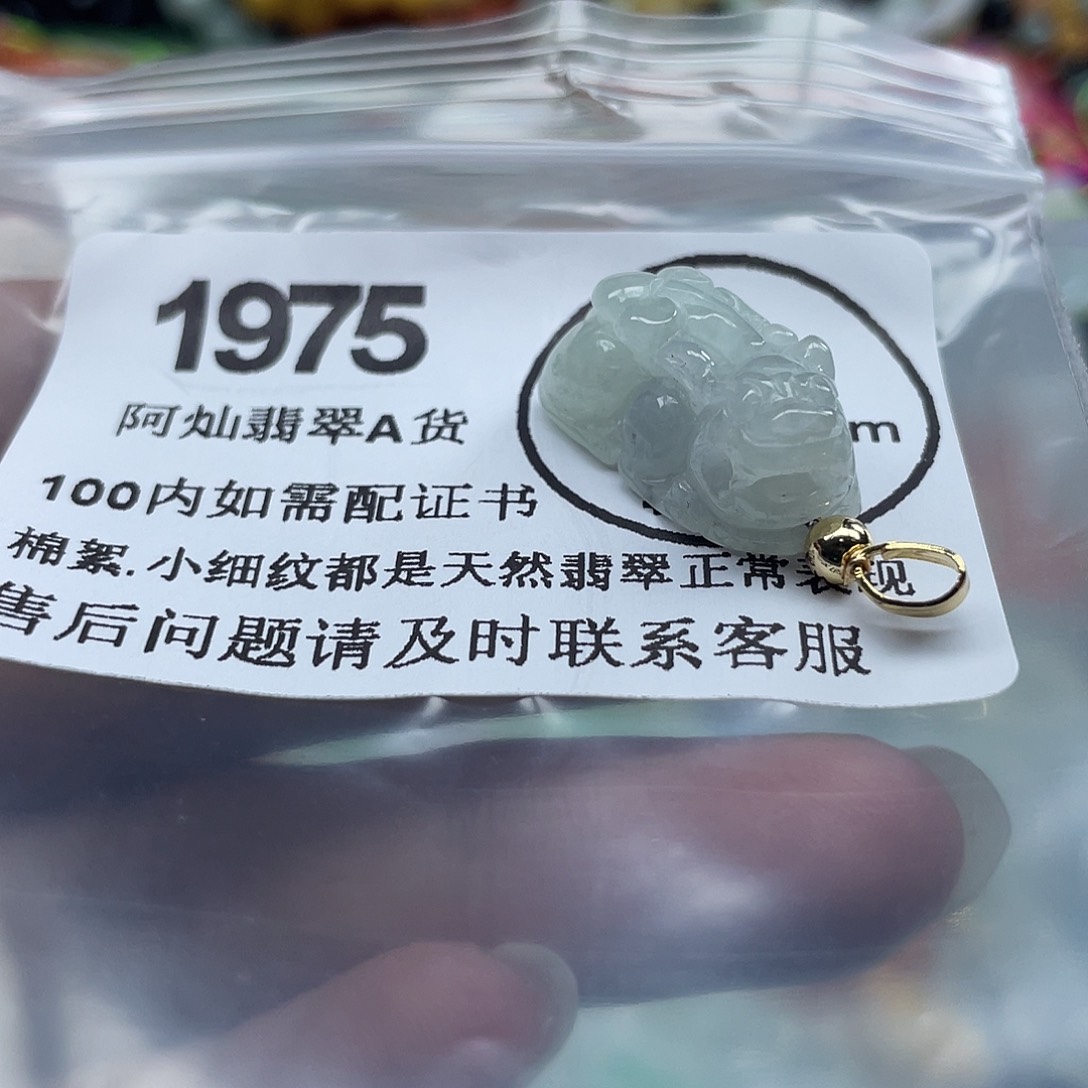 1975
阿灿翡翠A货
m
100内如需配证书
棉絮.小细纹都是天然翡翠正常表现
售后问题请及时联系客服